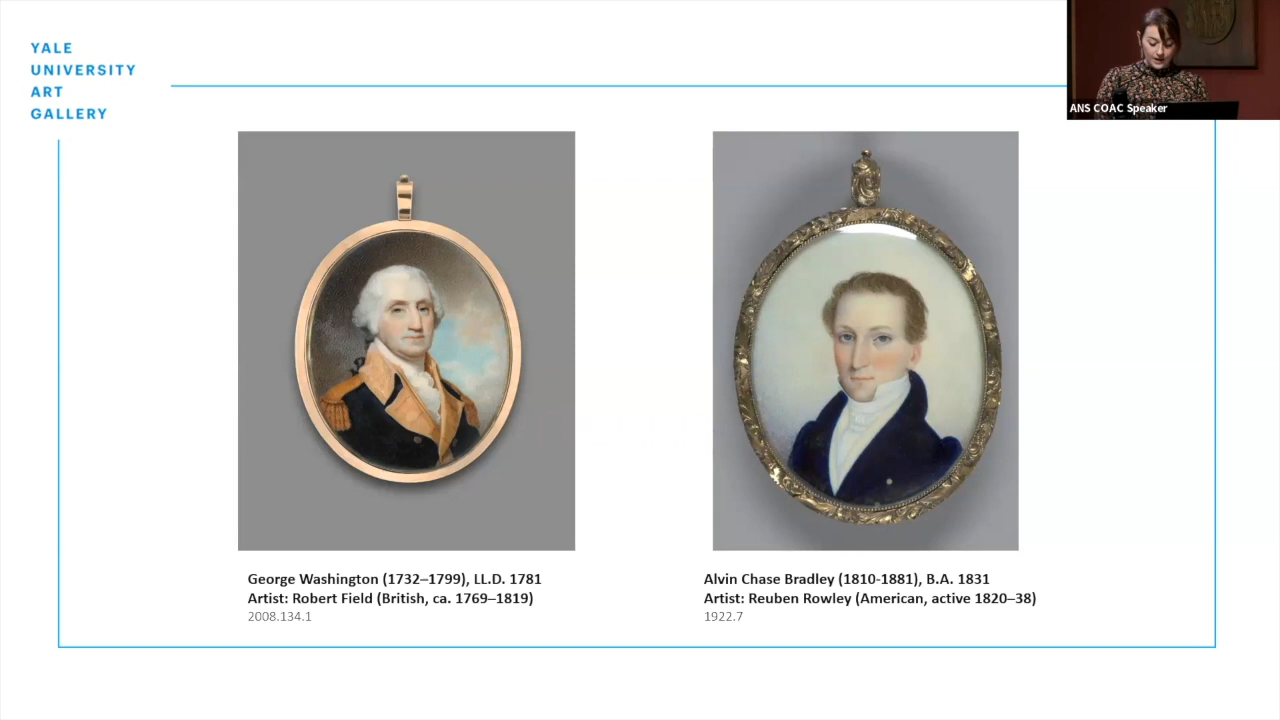 YALE
UNIVERSITY
ART
GALLERY
ANS COAC Speaker
George Washington (1732–1799), LL.D. 1781
Artist: Robert Field (British, ca. 1769–1819)
2008.134.1
Alvin Chase Bradley (1810-1881), B.A. 1831
Artist: Reuben Rowley (American, active 1820–38)
1922.7